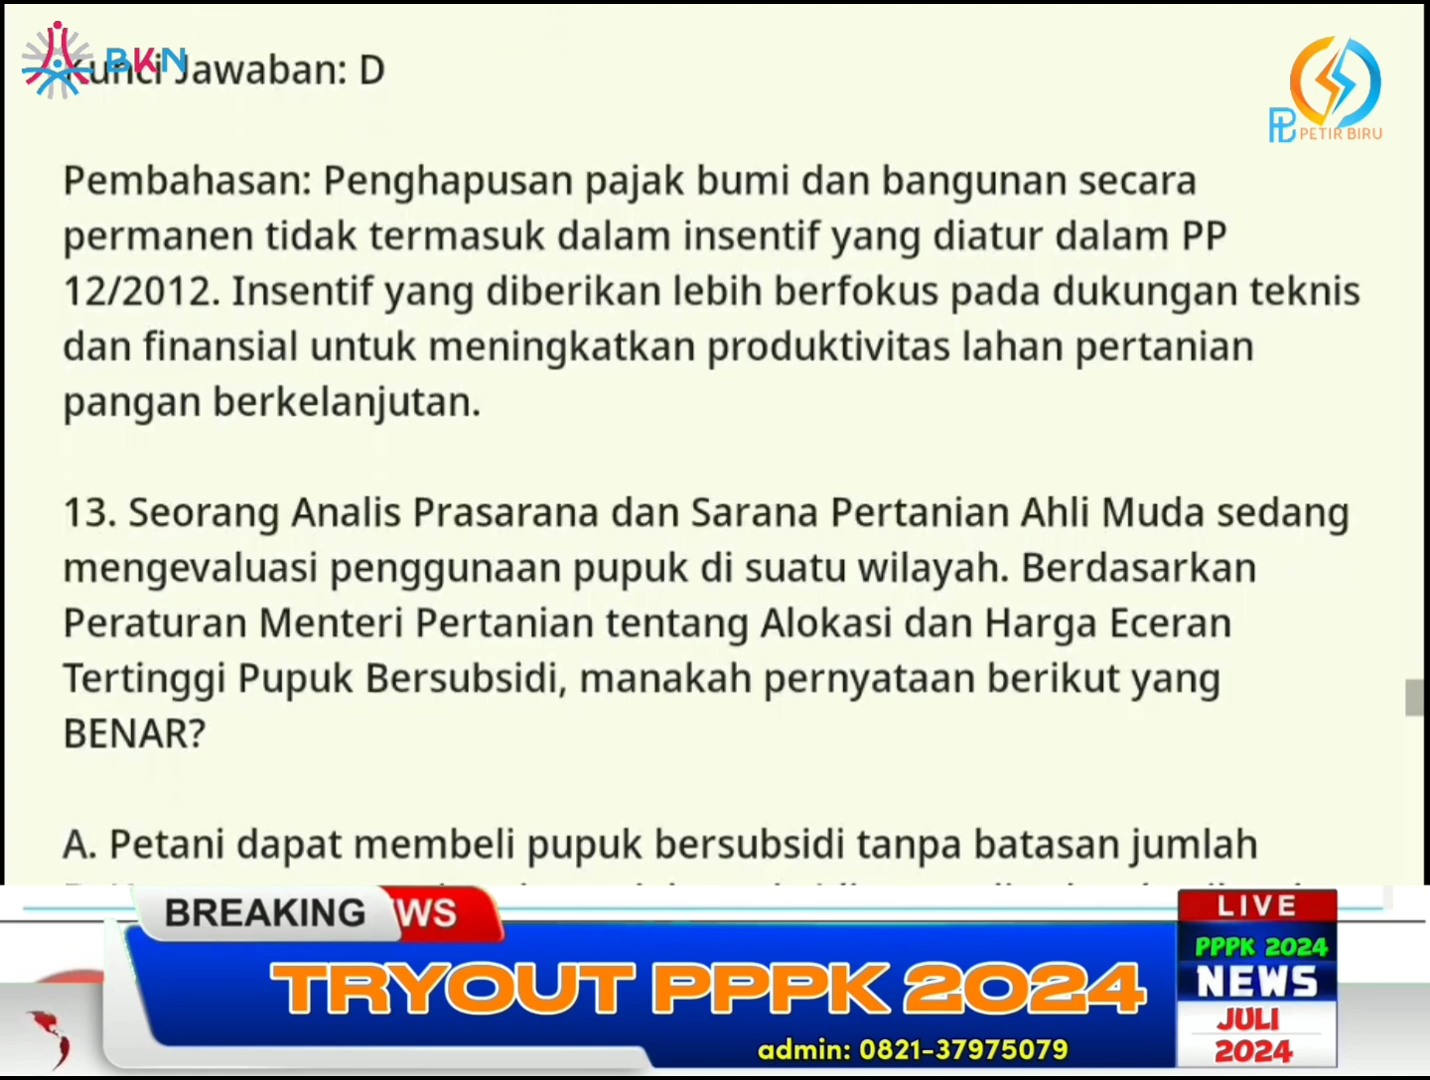 BKN
Kunci Jawaban: D
PETIR BIRU
Pembahasan: Penghapusan pajak bumi dan bangunan secara
permanen tidak termasuk dalam insentif yang diatur dalam PP
12/2012. Insentif yang diberikan lebih berfokus pada dukungan teknis
dan finansial untuk meningkatkan produktivitas lahan pertanian
pangan berkelanjutan.
13. Seorang Analis Prasarana dan Sarana Pertanian Ahli Muda sedang
mengevaluasi penggunaan pupuk di suatu wilayah. Berdasarkan
Peraturan Menteri Pertanian tentang Alokasi dan Harga Eceran
Tertinggi Pupuk Bersubsidi, manakah pernyataan berikut yang
BENAR?
A. Petani dapat membeli pupuk bersubsidi tanpa batasan jumlah
BREAKING WS
TRYOUT PPPK 2024
admin: 0821-37975079
LIVE
PPPK 2024
NEWS
JULI
2024